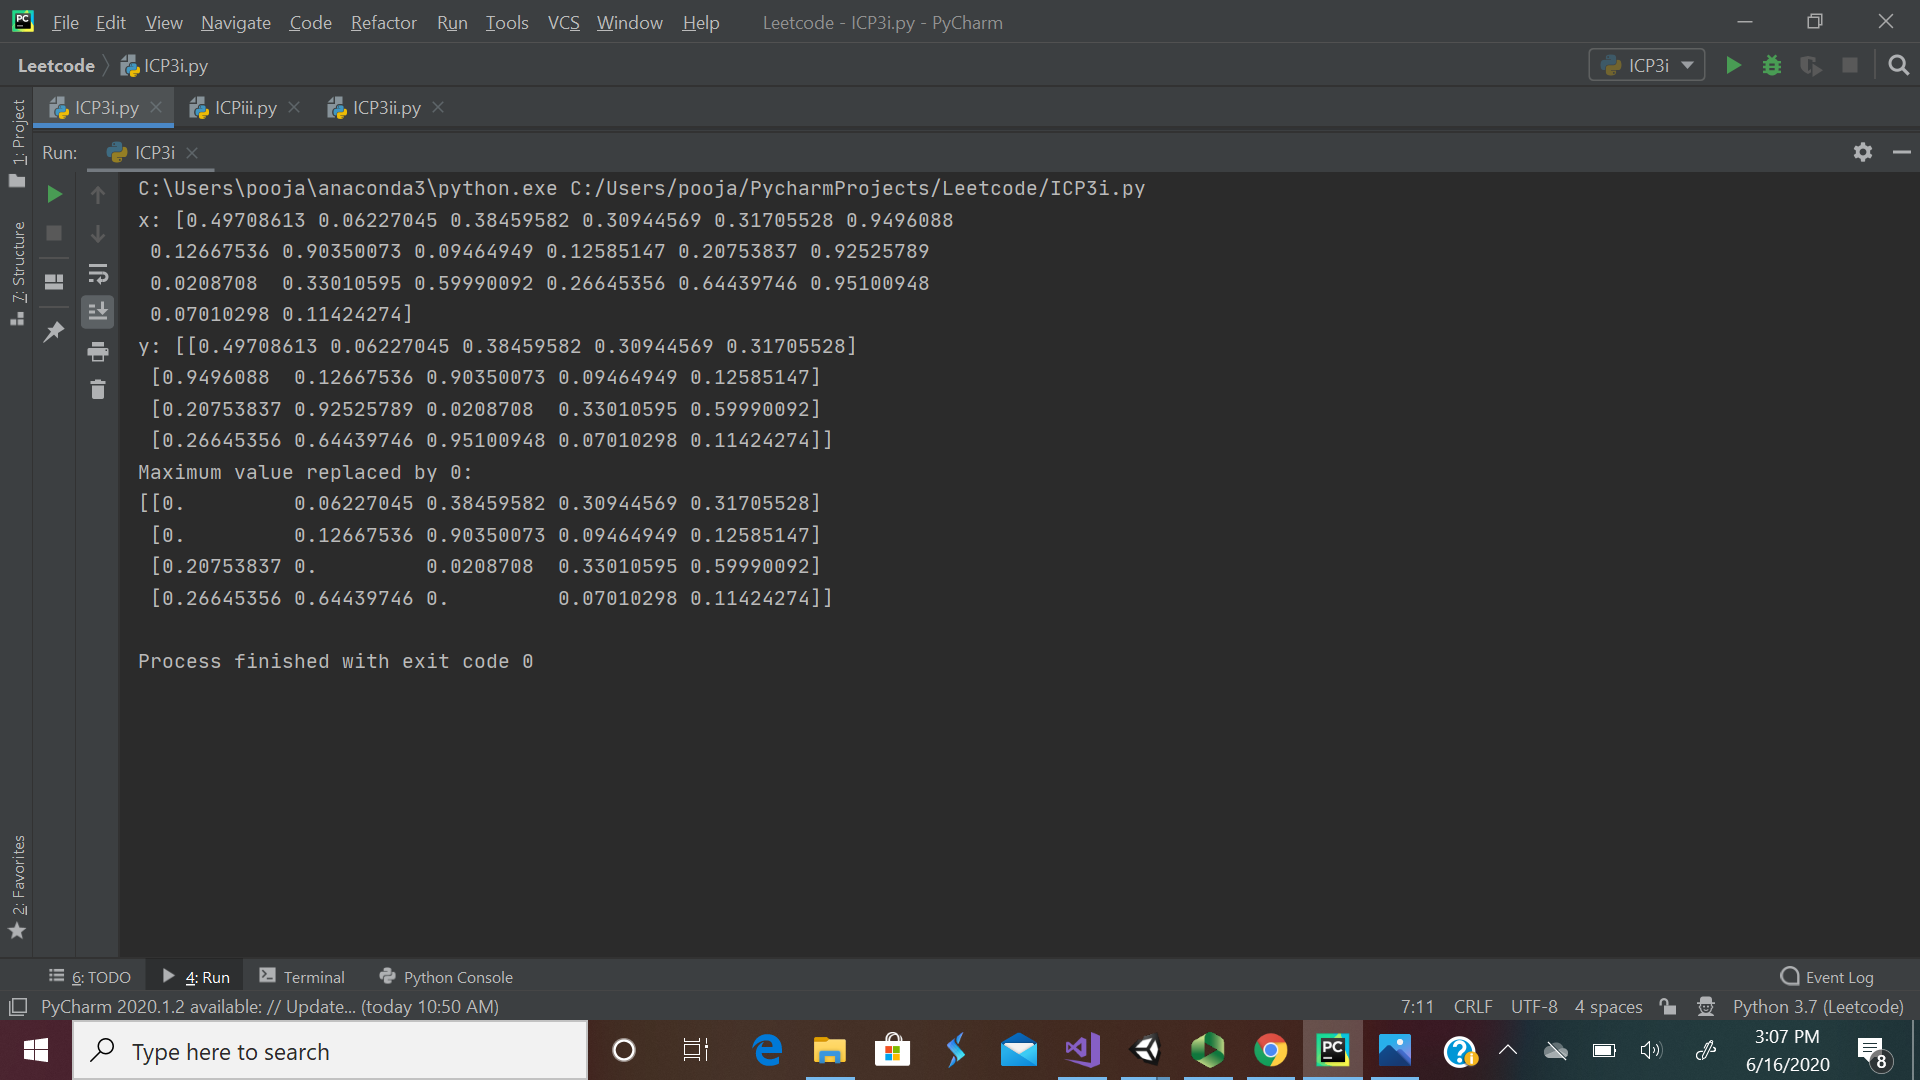 File Edit View Navigate Code Refactor Run Tools VCS Window Help Leetcode - ICP3i.py - PyCharm
Leetcode ICP3i.py ICP3i
ICP3i.py ICPiii.py ICP3ii.py
1: Project
Run: ICP3i
C:\Users\pooja\anaconda3\python.exe C:/Users/pooja/PycharmProjects/Leetcode/ICP3i.py
x: [0.49708613 0.06227045 0.38459582 0.30944569 0.31705528 0.9496088
0.12667536 0.90350073 0.09464949 0.12585147 0.20753837 0.92525789
0.0208708  0.33010595 0.59990092 0.26645356 0.64439746 0.95100948
0.07010298 0.11424274]
y: [[0.49708613 0.06227045 0.38459582 0.30944569 0.31705528]
[0.9496088  0.12667536 0.90350073 0.09464949 0.12585147]
[0.20753837 0.92525789 0.0208708  0.33010595 0.59990092]
[0.26645356 0.64439746 0.95100948 0.07010298 0.11424274]]
Maximum value replaced by 0:
[[0.         0.06227045 0.38459582 0.30944569 0.31705528]
[0.         0.12667536 0.90350073 0.09464949 0.12585147]
[0.20753837 0.         0.0208708  0.33010595 0.59990092]
[0.26645356 0.64439746 0.         0.07010298 0.11424274]]
Process finished with exit code 0
7: Structure
2: Favorites
6: TODO 4: Run Terminal Python Console Event Log
PyCharm 2020.1.2 available: // Update... (today 10:50 AM) 7:11 CRLF UTF-8 4 spaces Python 3.7 (Leetcode)
Type here to search
PC
3:07 PM
6/16/2020
8